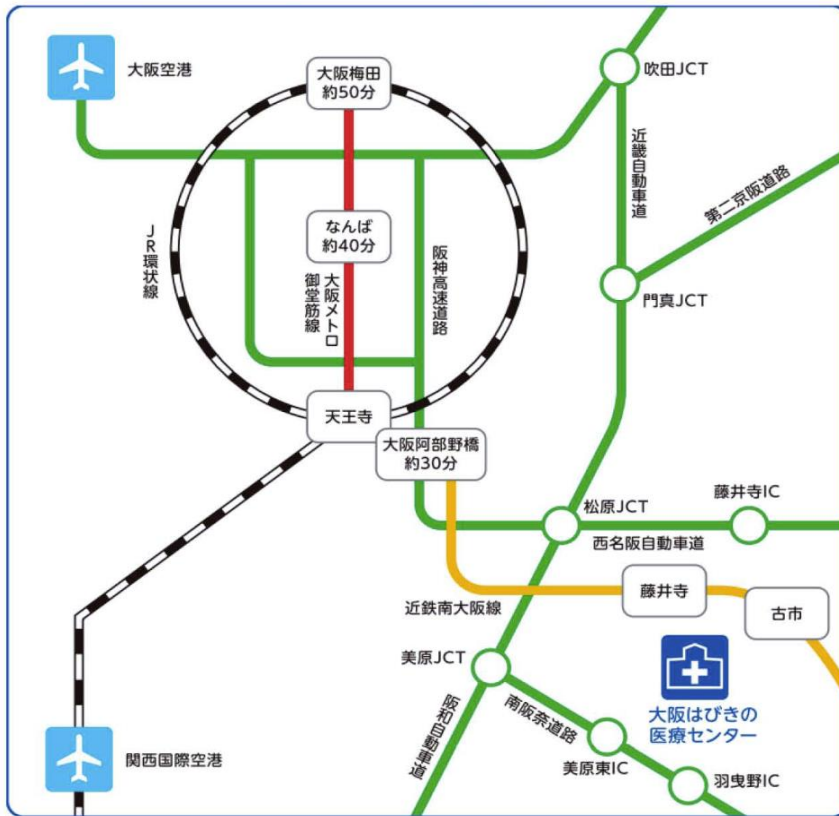 大阪空港
大阪梅田
約50分
吹田JCT
近畿自動車道
第二京阪道路
JR環状線
なんば
約40分
大阪メトロ
御堂筋線
阪神高速道路
門真JCT
天王寺
大阪阿部野橋
約30分
松原JCT
藤井寺IC
西名阪自動車道
近鉄南大阪線
藤井寺
古市
美原JCT
大阪はびきの
医療センター
南阪奈道路
阪和自動車道
関西国際空港
美原東IC
羽曳野IC